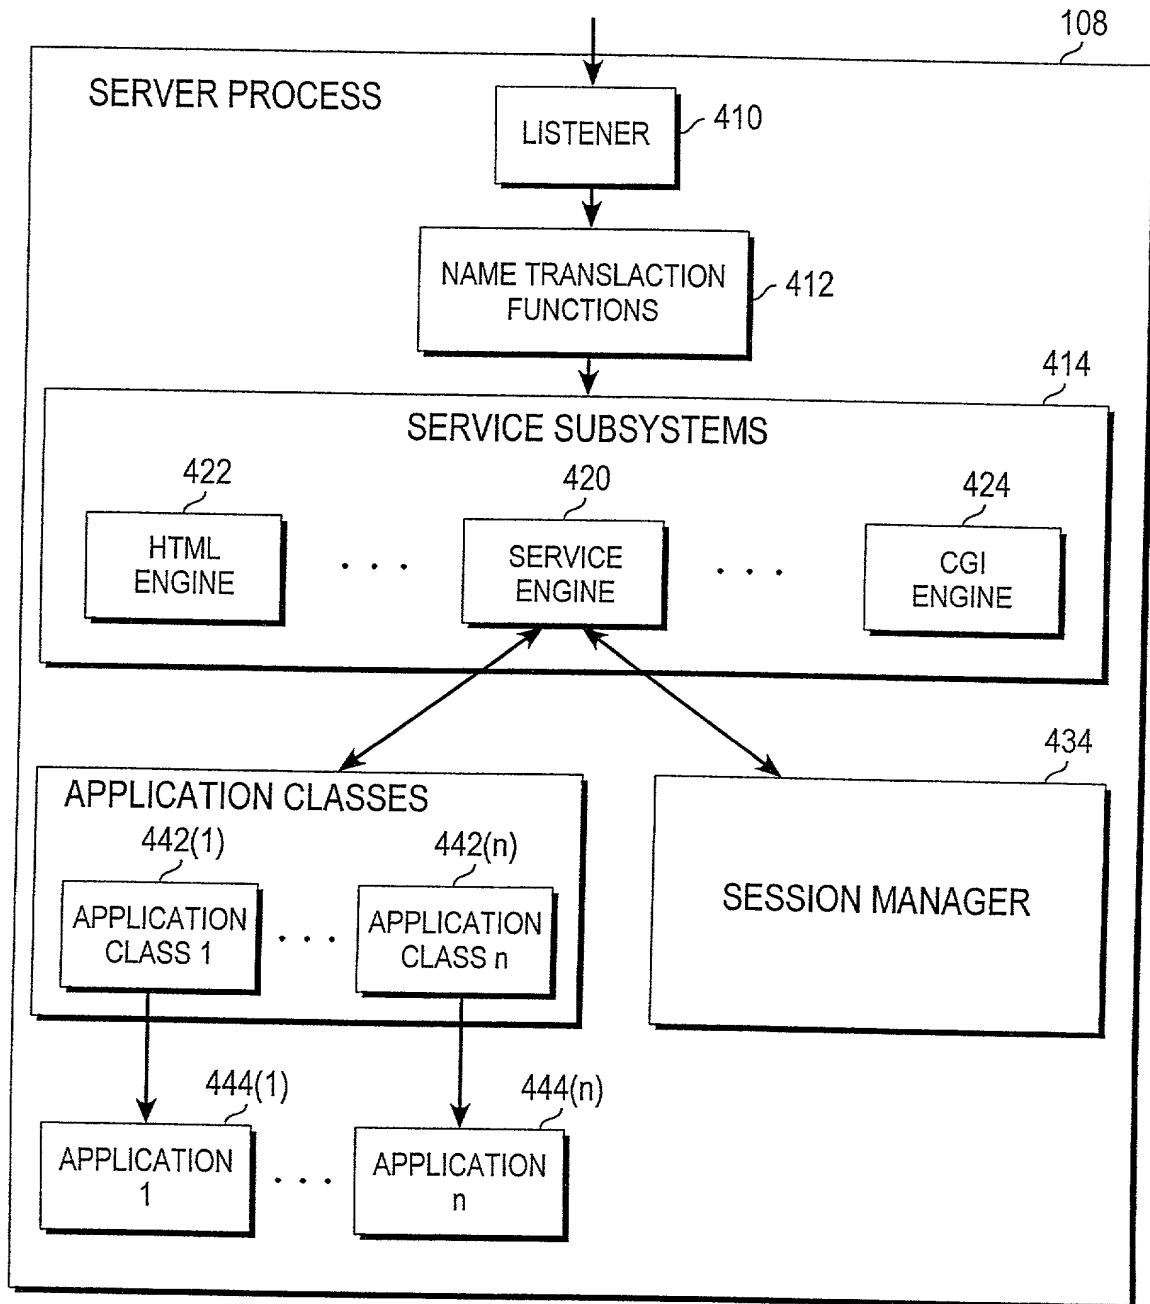 108
SERVER PROCESS
LISTENER
410
NAME TRANSLACTION
FUNCTIONS
412
414
SERVICE SUBSYSTEMS
422
420
424
HTML
ENGINE
. . .
SERVICE
ENGINE
. . .
CGI
ENGINE
434
APPLICATION CLASSES
442(1)
442(n)
APPLICATION
CLASS 1
. . .
APPLICATION
CLASS n
SESSION MANAGER
444(1)
444(n)
APPLICATION
1
. . .
APPLICATION
n